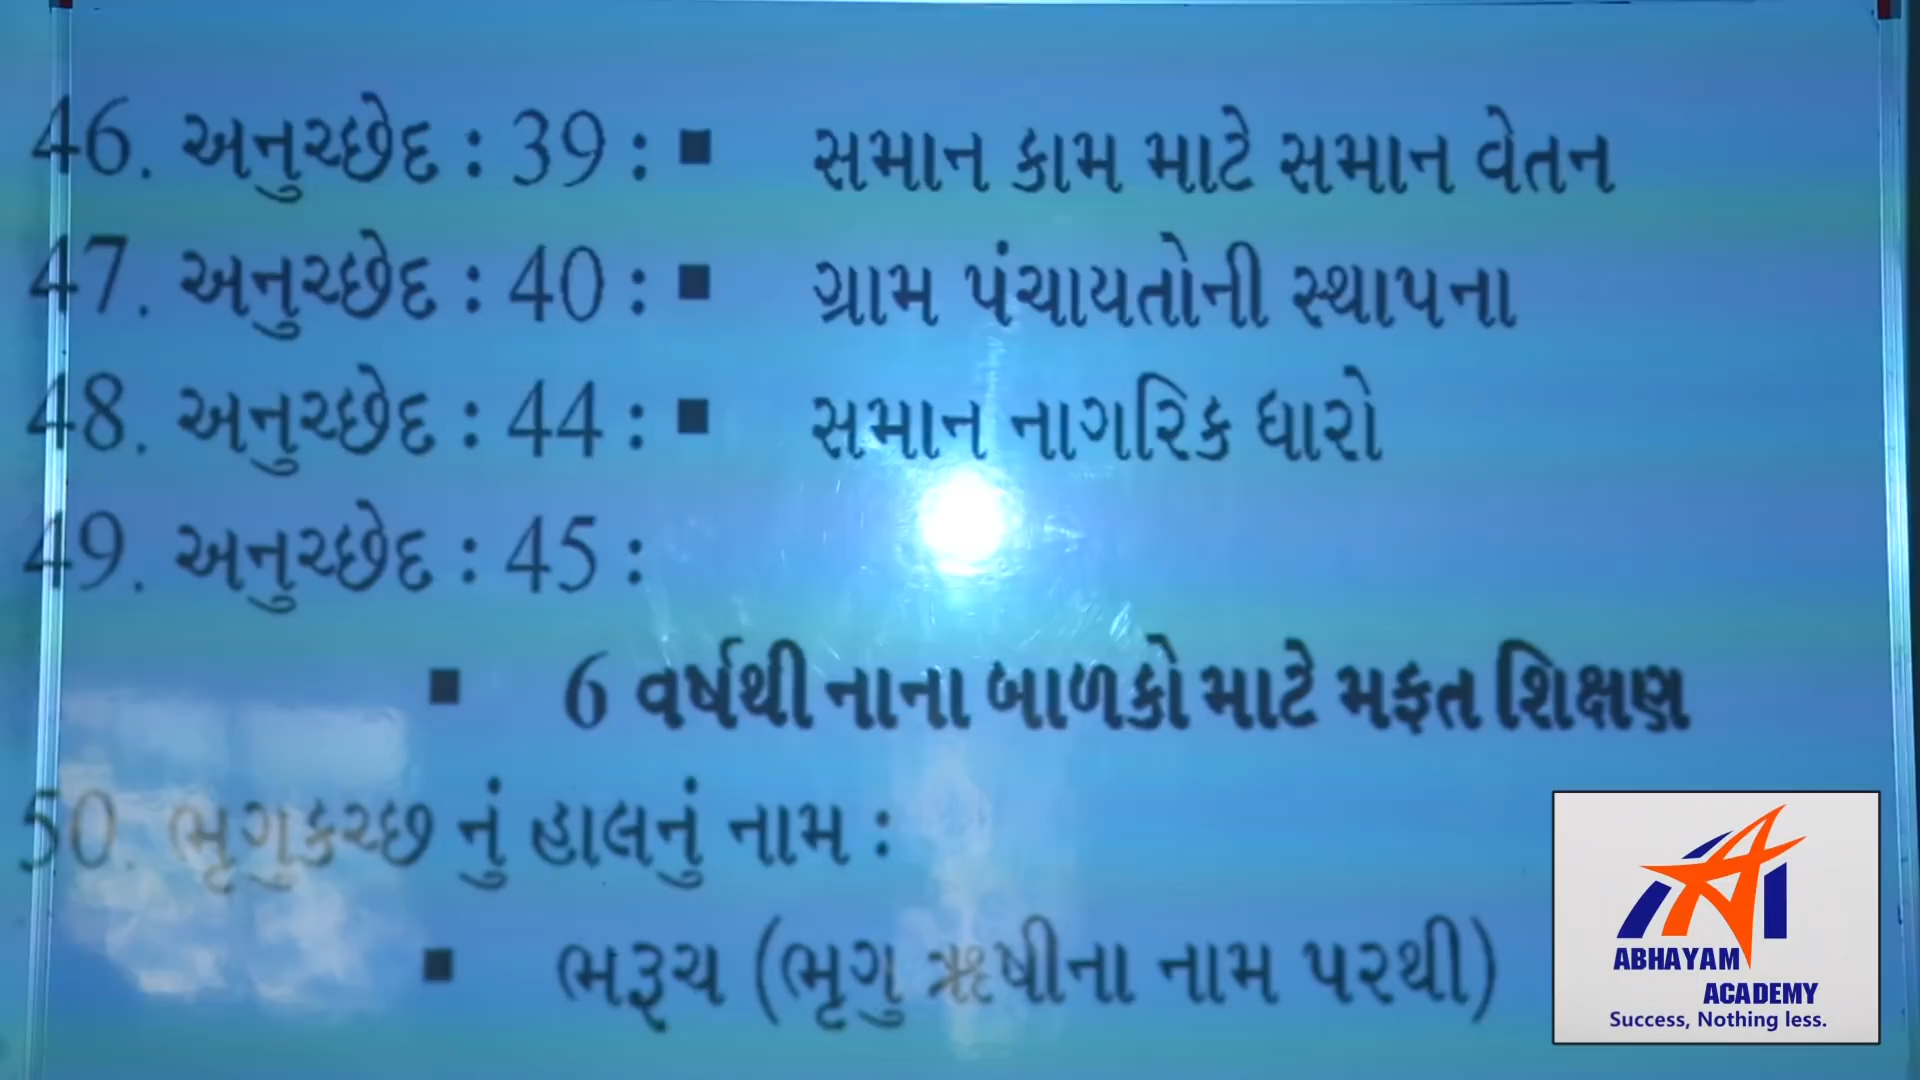 46. અનુચ્છેદ : 39 : ▪ સમાન કામ માટે સમાન વેતન
47. અનુચ્છેદ : 40 : ▪ ગ્રામ પંચાયતોની સ્થાપના
48. અનુચ્છેદ : 44 : ▪ સમાન નાગરિક ધારો
49. અનુચ્છેદ : 45 :
▪ 6 વર્ષથી નાના બાળકો માટે મફત શિક્ષણ
50. ભૃગુકચ્છ નું હાલનું નામ :
▪ ભરૂચ (ભૃગુ ઋષીના નામ પરથી)
ABHAYAM
ACADEMY
Success, Nothing less.